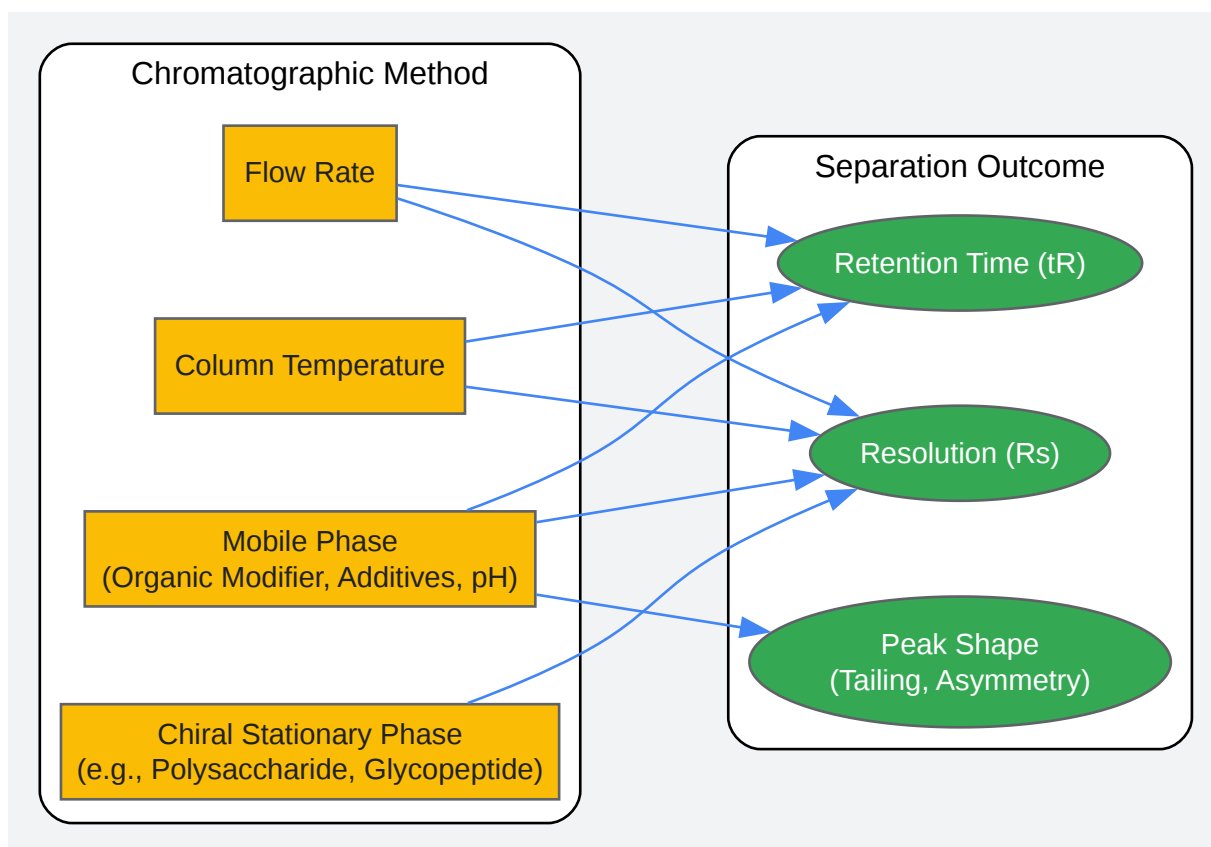 Chromatographic Method
Flow Rate
Column Temperature
Mobile Phase
(Organic Modifier, Additives, pH)
Chiral Stationary Phase
(e.g., Polysaccharide, Glycopeptide)
Separation Outcome
Retention Time (tR)
Resolution (Rs)
Peak Shape
(Tailing, Asymmetry)